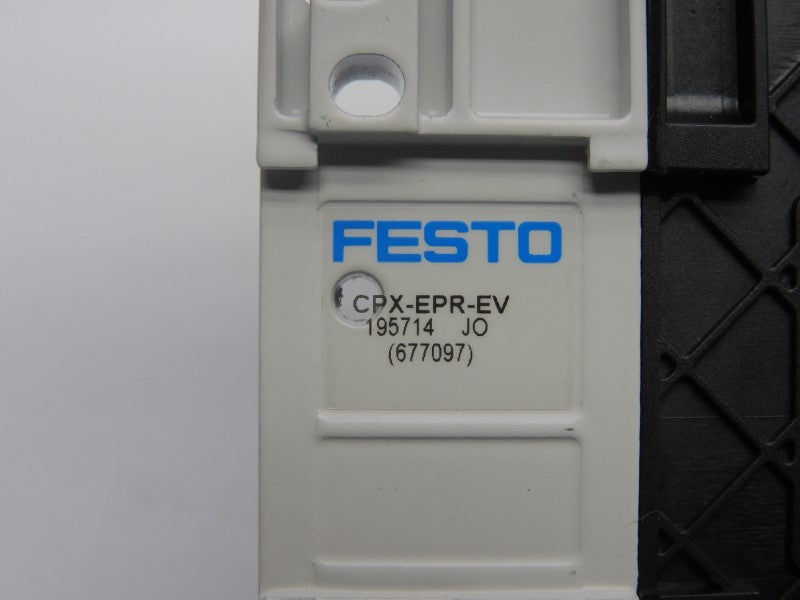 FESTO
CPX-EPR-EV
195714 JO
(677097)